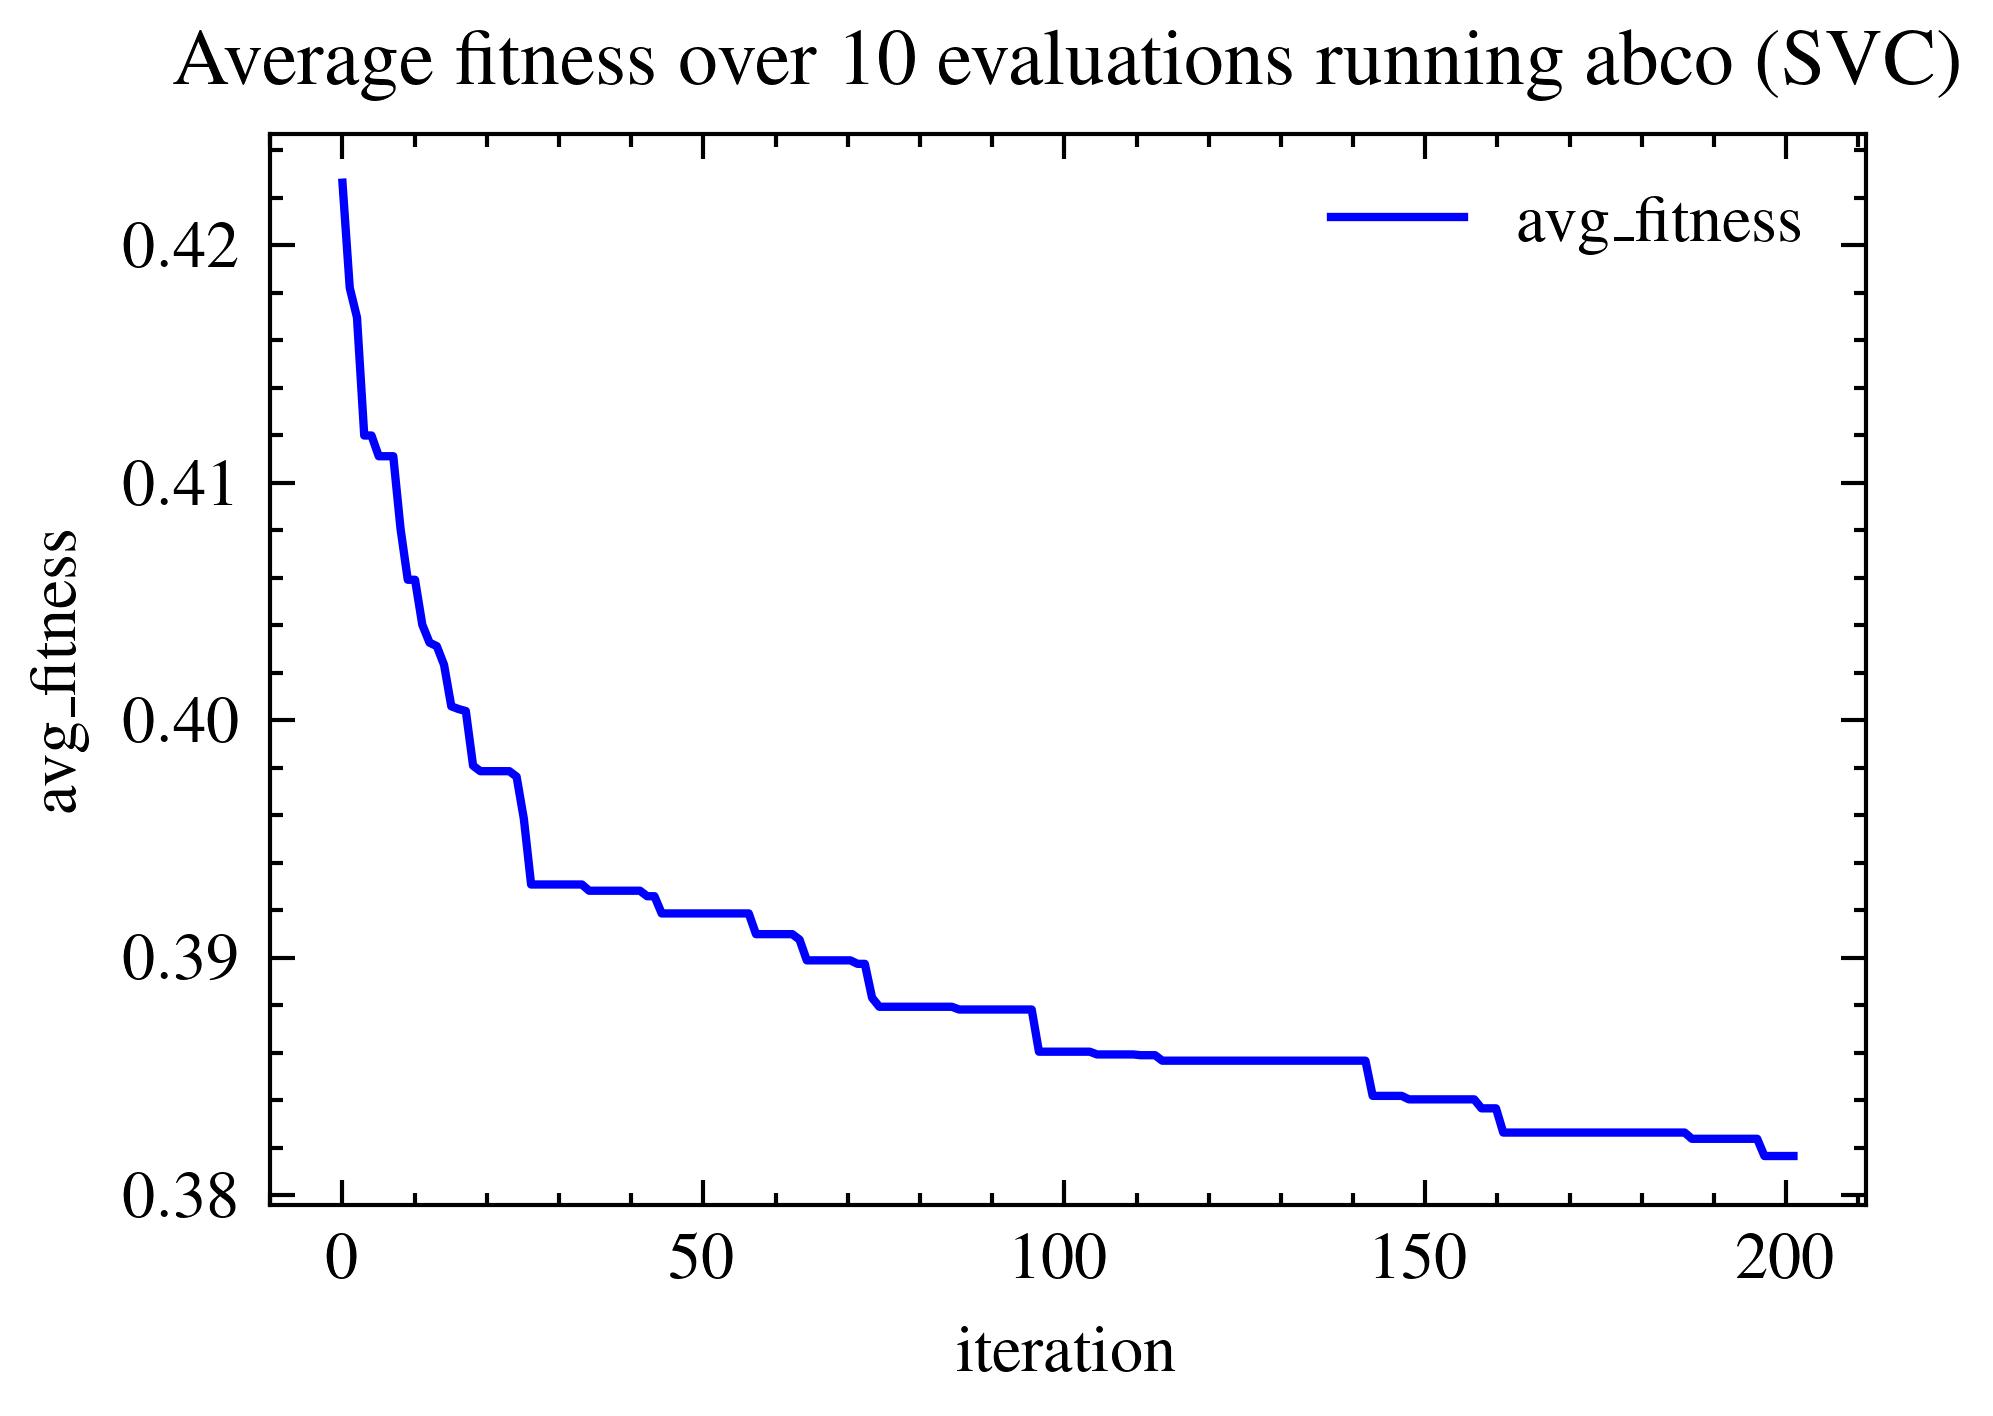 Average fitness over 10 evaluations running abco (SVC)
avg_fitness
0.42
0.41
0.40
0.39
0.38
avg_fitness
0 50 100 150 200
iteration